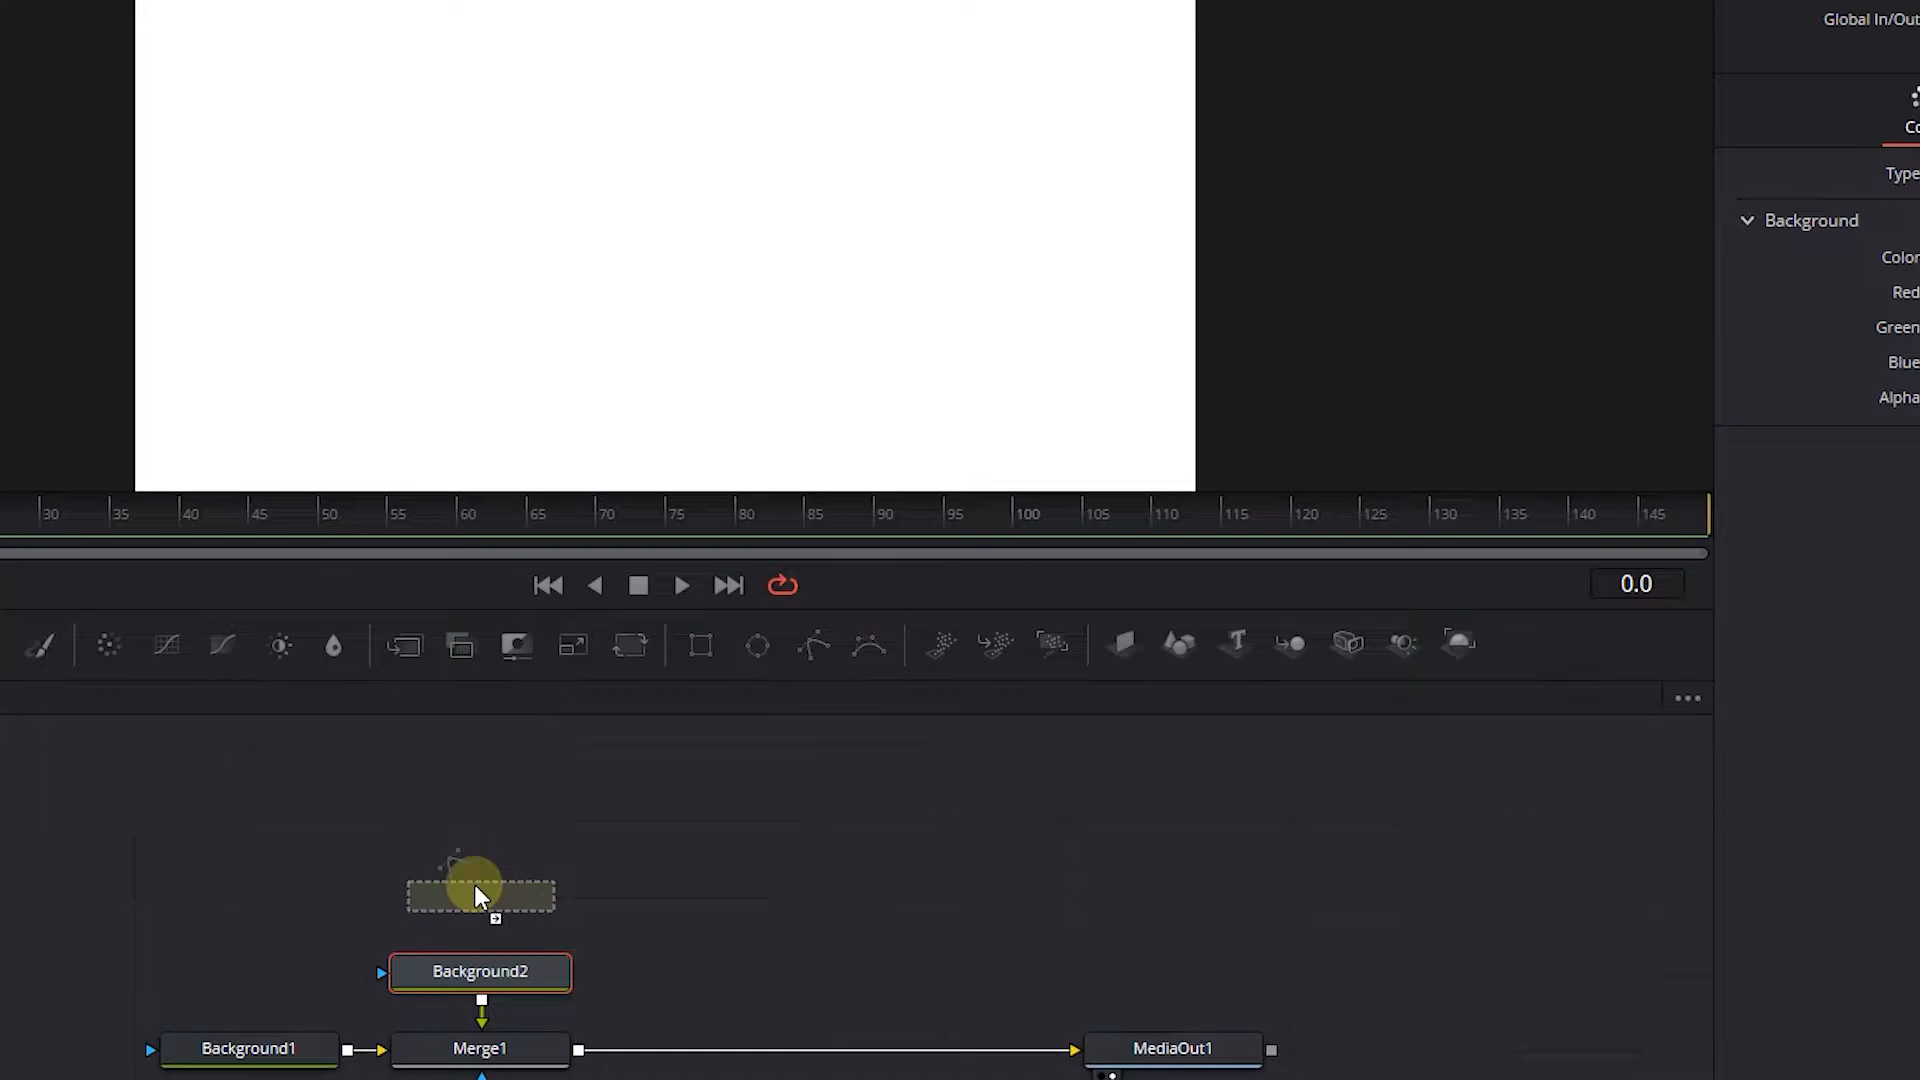 Global In/Out
Co
Type
Background
Color
Red
Green
Blue
Alpha
30 35 40 45 50 55 60 65 70 75 80 85 90 95 100 105 110 115 120 125 130 135 140 145
0.0
Background2
Background1
Merge1
MediaOut1